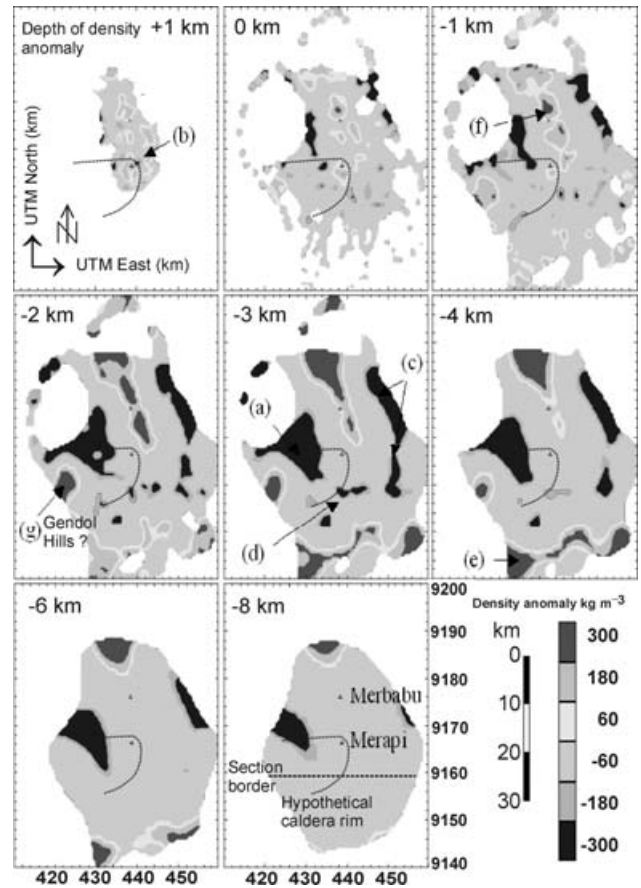 Depth of density +1 km
anomaly
(b)
UTM North (km)
N
UTM East (km)
0 km
-1 km
(f)
-2 km
(g)
Gendol
Hills ?
-3 km
(a)
(c)
(d)
-4 km
(e)
-6 km
-8 km
Merbabu
Merapi
Section
border
Hypothetical
caldera rim
9200
9190
9180
9170
9160
9150
9140
420 430 440 450
420 430 440 450
Density anomaly kg m⁻³
km
0
10
20
30
300
180
60
-60
-180
-300